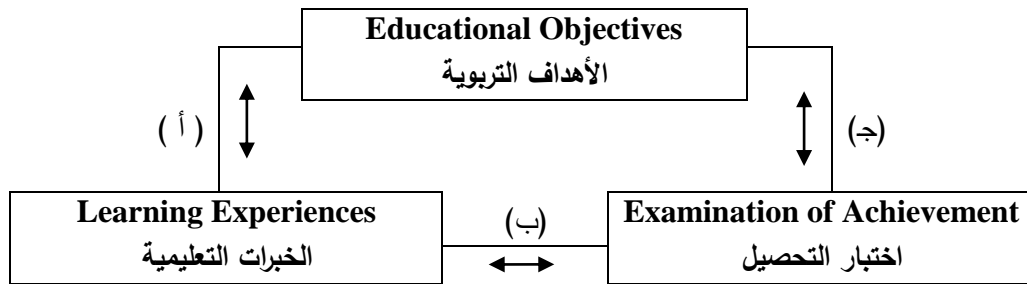 Educational Objectives
الأهداف التربوية
( أ )
(جـ)
Learning Experiences
الخبرات التعليمية
(ب)
Examination of Achievement
اختبار التحصيل